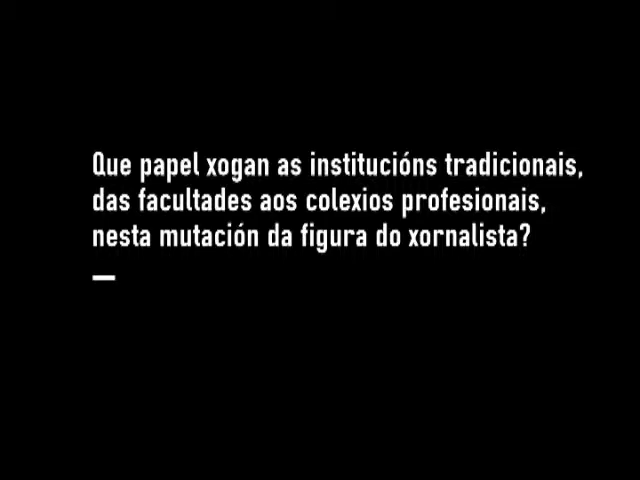 Que papel xogan as institucións tradicionais,
das facultades aos colexios profesionais,
nesta mutación da figura do xornalista?